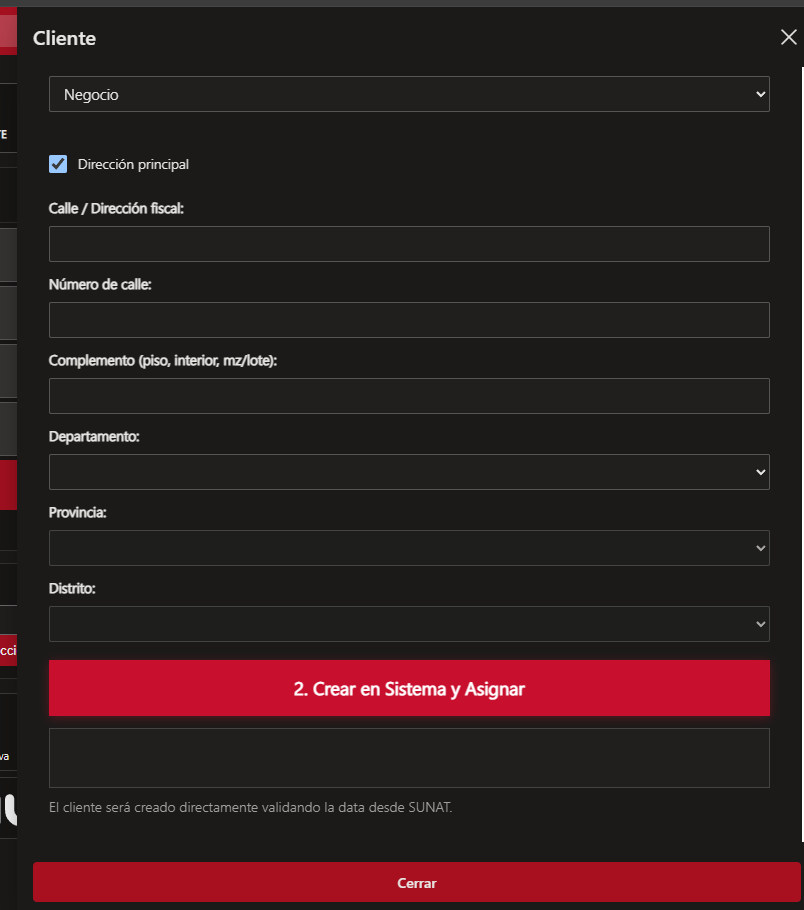 Cliente
Negocio
Dirección principal
Calle / Dirección fiscal:
Número de calle:
Complemento (piso, interior, mz/lote):
Departamento:
Provincia:
Distrito:
2. Crear en Sistema y Asignar
El cliente será creado directamente validando la data desde SUNAT.
Cerrar